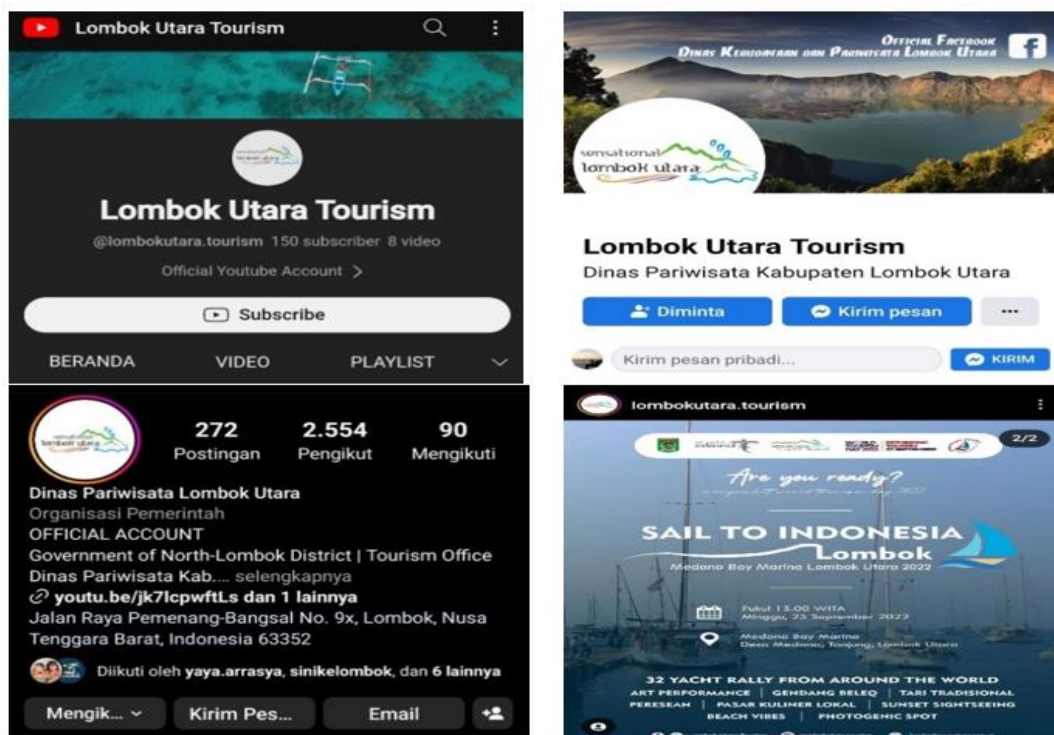 Lombok Utara Tourism
Lombok Utara Tourism
@lombokutara.tourism 150 subscriber 8 video
Official Youtube Account >
Subscribe
BERANDA VIDEO PLAYLIST
OFFICIAL FACEBOOK
DINAS KEBUDAYAAN DAN PARIWISATA LOMBOK UTARA
sensational
lombok utara
Lombok Utara Tourism
Dinas Pariwisata Kabupaten Lombok Utara
Diminta Kirim pesan ...
Kirim pesan pribadi... KIRIM
lombok utara
272 2.554 90
Postingan Pengikut Mengikuti
Dinas Pariwisata Lombok Utara
Organisasi Pemerintah
OFFICIAL ACCOUNT
Government of North-Lombok District | Tourism Office
Dinas Pariwisata Kab.... selengkapnya
youtu.be/jk7IcpwftLs dan 1 lainnya
Jalan Raya Pemenang-Bangsal No. 9x, Lombok, Nusa
Tenggara Barat, Indonesia 63352
Diikuti oleh yaya.arrasya, sinikelombok, dan 6 lainnya
Mengik... Kirim Pes... Email
lombokutara.tourism
2/2
Are you ready?
SAIL TO INDONESIA
Lombok
Medana Bay Marina Lombok Utara 2022
Pukul 15.00 WITA
Minggu, 25 September 2022
Medana Bay Marina
Desa Medana, Tanjung, Lombok Utara
32 YACHT RALLY FROM AROUND THE WORLD
ART PERFORMANCE | GENDANG BELEQ | TARI TRADISIONAL
PERESEAN | PASAR KULINER LOKAL | SUNSET SIGHTSEEING
BEACH VIBES | PHOTOGENIC SPOT